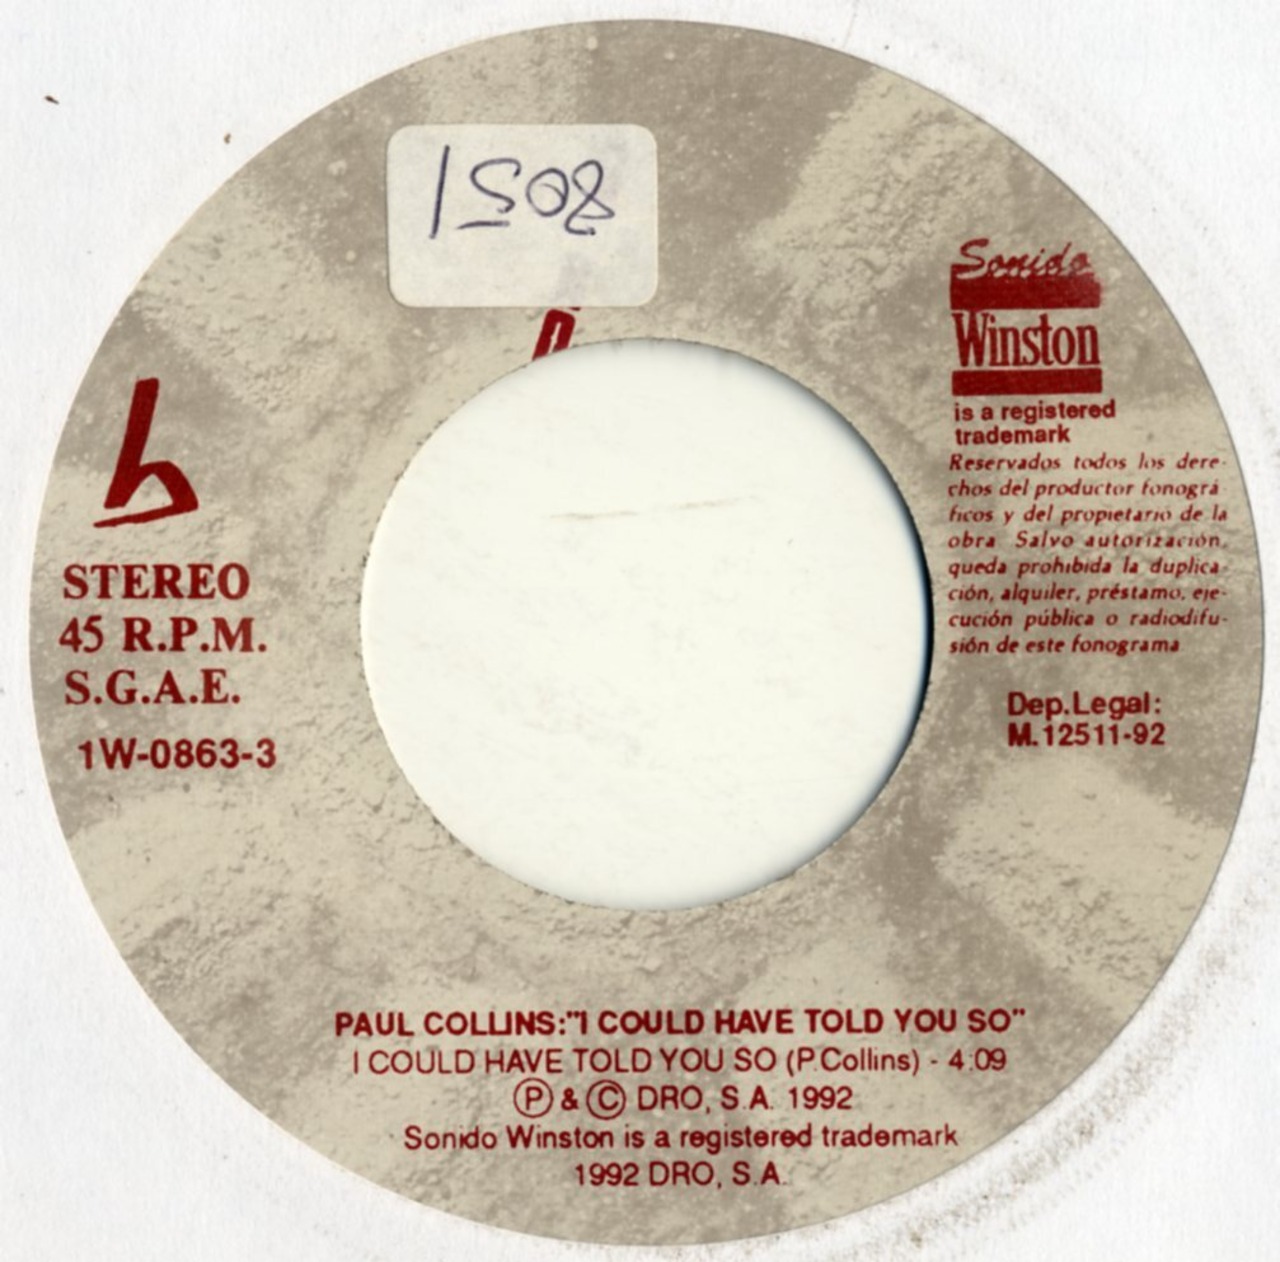 8051
b
STEREO
45 R.P.M.
S.G.A.E.
1W-0863-3
Sonido
Winston
is a registered
trademark
Reservados todos los dere-
chos del productor fonográ-
ficos y del propietario de la
obra. Salvo autorización,
queda prohibida la duplica-
ción, alquiler, préstamo, eje-
cución pública o radiodifu-
sión de este fonograma
Dep.Legal:
M.12511-92
PAUL COLLINS:"I COULD HAVE TOLD YOU SO"
I COULD HAVE TOLD YOU SO (P.Collins) - 4:09
Ⓟ & © DRO, S.A. 1992
Sonido Winston is a registered trademark
1992 DRO, S.A.